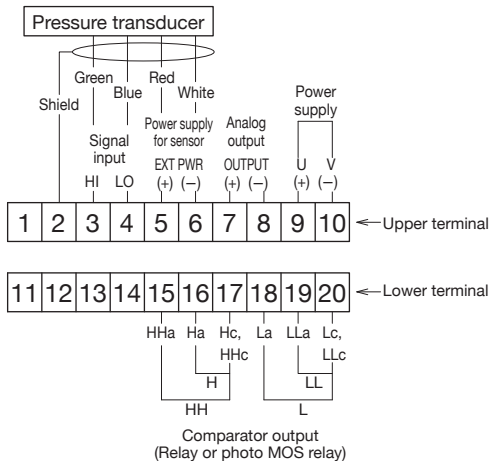 Pressure transducer
Green Red
Blue White
Shield
Power supply
Signal input
Power supply for sensor
Analog output
EXT PWR OUTPUT U V
HI LO (+) (−) (+) (−) (+) (−)
1 2 3 4 5 6 7 8 9 10 Upper terminal
11 12 13 14 15 16 17 18 19 20 Lower terminal
HHa Ha Hc, La LLa Lc,
HHc LLc
H LL
HH L
Comparator output
(Relay or photo MOS relay)